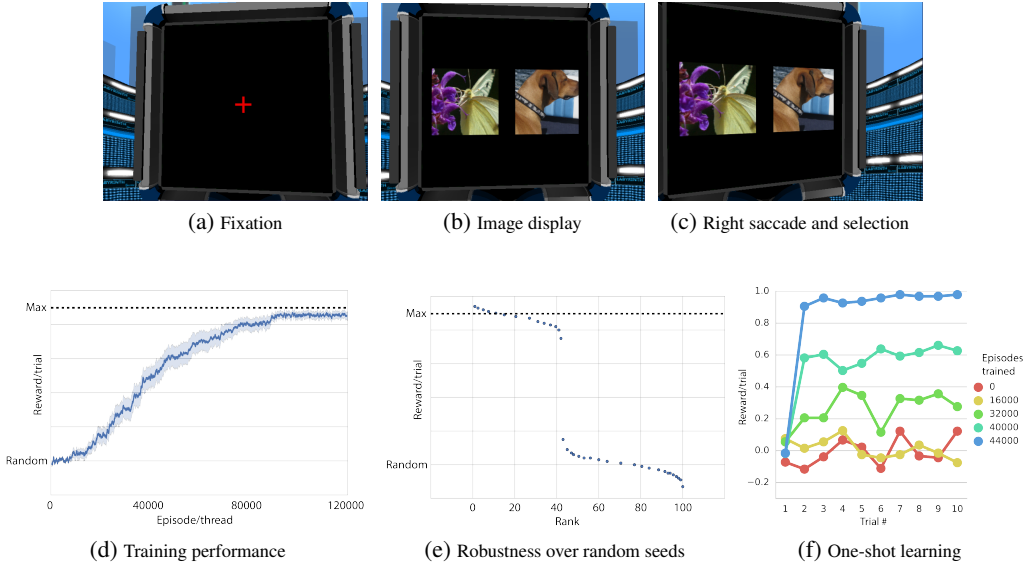 (a) Fixation
(b) Image display
(c) Right saccade and selection
Max
Random
Reward/trial
0
40000
80000
120000
Episode/thread
(d) Training performance
Max
Random
Reward/trial
0
20
40
60
80
100
Rank
(e) Robustness over random seeds
1.0
0.8
0.6
0.4
0.2
0.0
−0.2
Reward/trial
1 2 3 4 5 6 7 8 9 10
Trial #
Episodes
trained
0
16000
32000
40000
44000
(f) One-shot learning